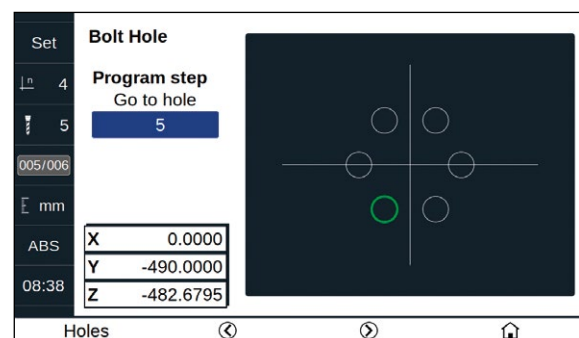 Set
n 4
5
005/006
mm
ABS
08:38
Bolt Hole
Program step
Go to hole
5
X 0.0000
Y -490.0000
Z -482.6795
Holes